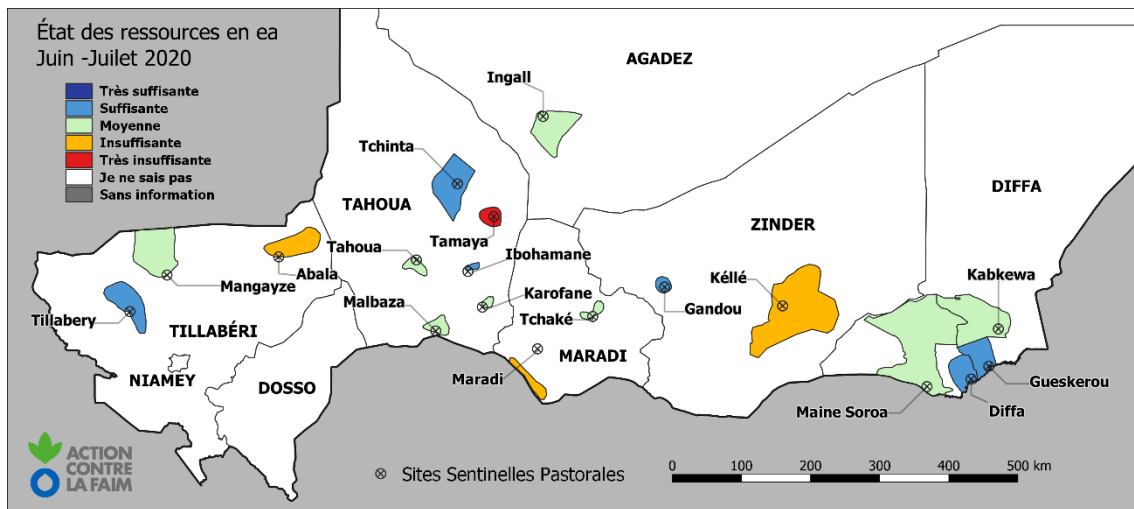 État des ressources en ea
Juin -Juilet 2020
Très suffisante
Suffisante
Moyenne
Insuffisante
Très insuffisante
Je ne sais pas
Sans information
AGADEZ
Ingall
Tchinta
DIFFA
TAHOUA
ZINDER
Tamaya
Tahoua
Ibohamane
Abala
Kéllé
Kabkewa
Mangayze
Malbaza
Karofane
Gandou
Tillabery
TILLABÉRI
Tchaké
MARADI
Maradi
NIAMEY
DOSSO
Gueskerou
Maine Soroa
Diffa
ACTION
CONTRE
LA FAIM
Sites Sentinelles Pastorales
0 100 200 300 400 500 km